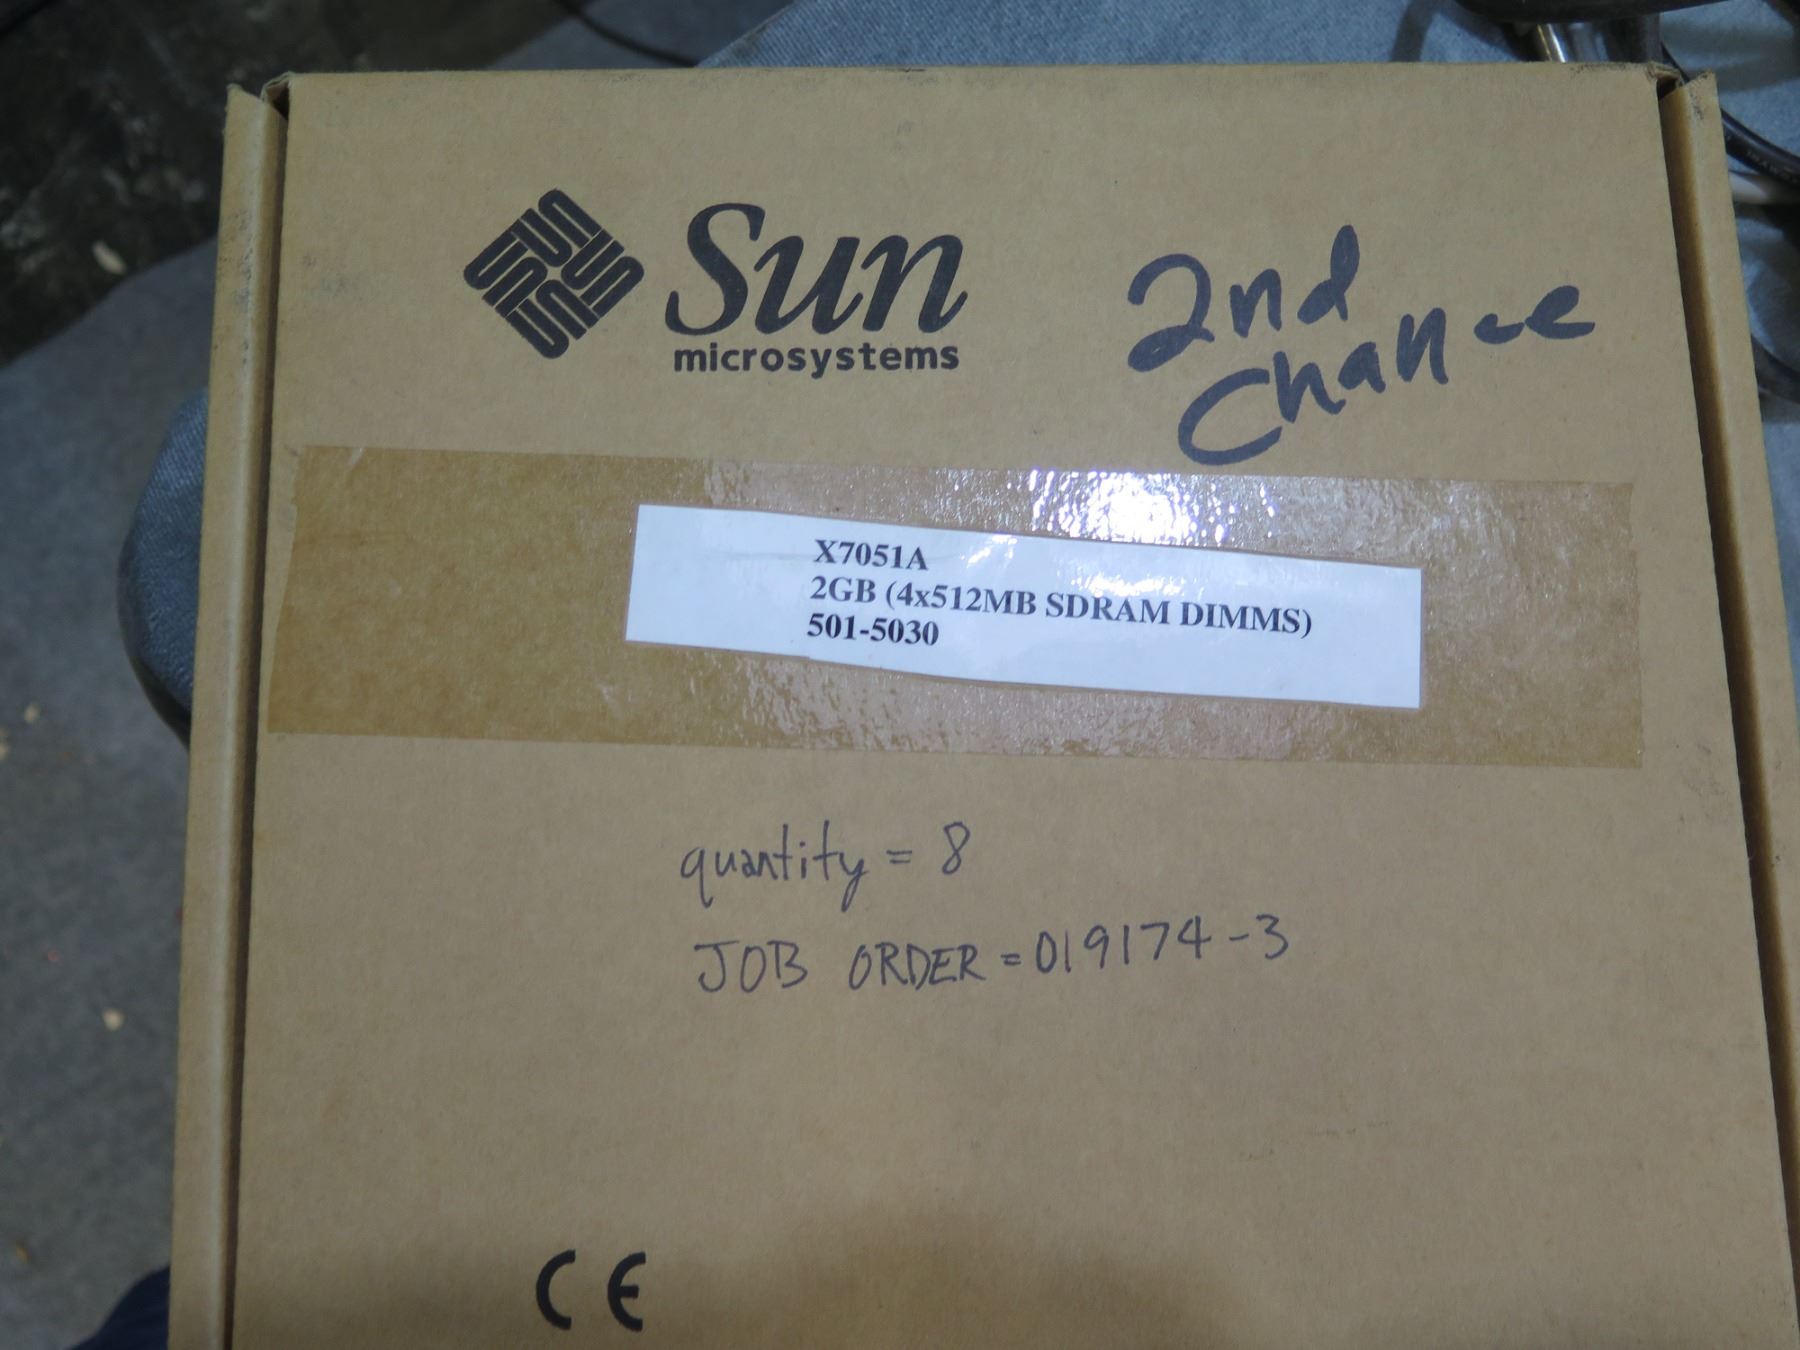 Sun
microsystems
2nd
chance
X7051A
2GB (4x512MB SDRAM DIMMS)
501-5030
quantity = 8
JOB ORDER = 019174-3
CE